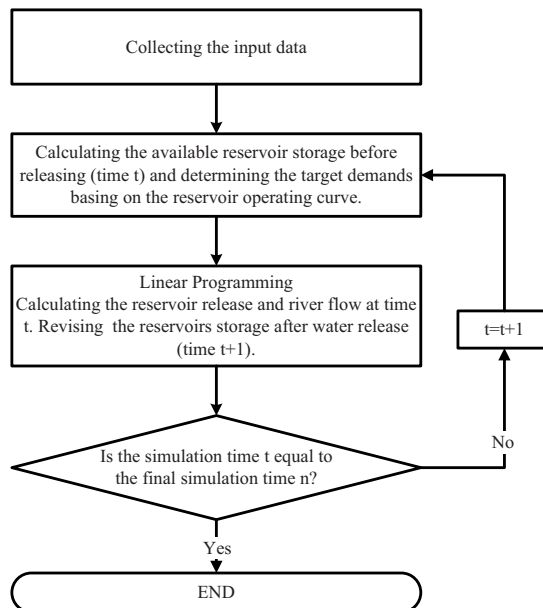 Collecting the input data
Calculating the available reservoir storage before
releasing (time t) and determining the target demands
basing on the reservoir operating curve.
Linear Programming
Calculating the reservoir release and river flow at time
t. Revising the reservoirs storage after water release
(time t+1).
t=t+1
Is the simulation time t equal to
the final simulation time n?
No
Yes
END